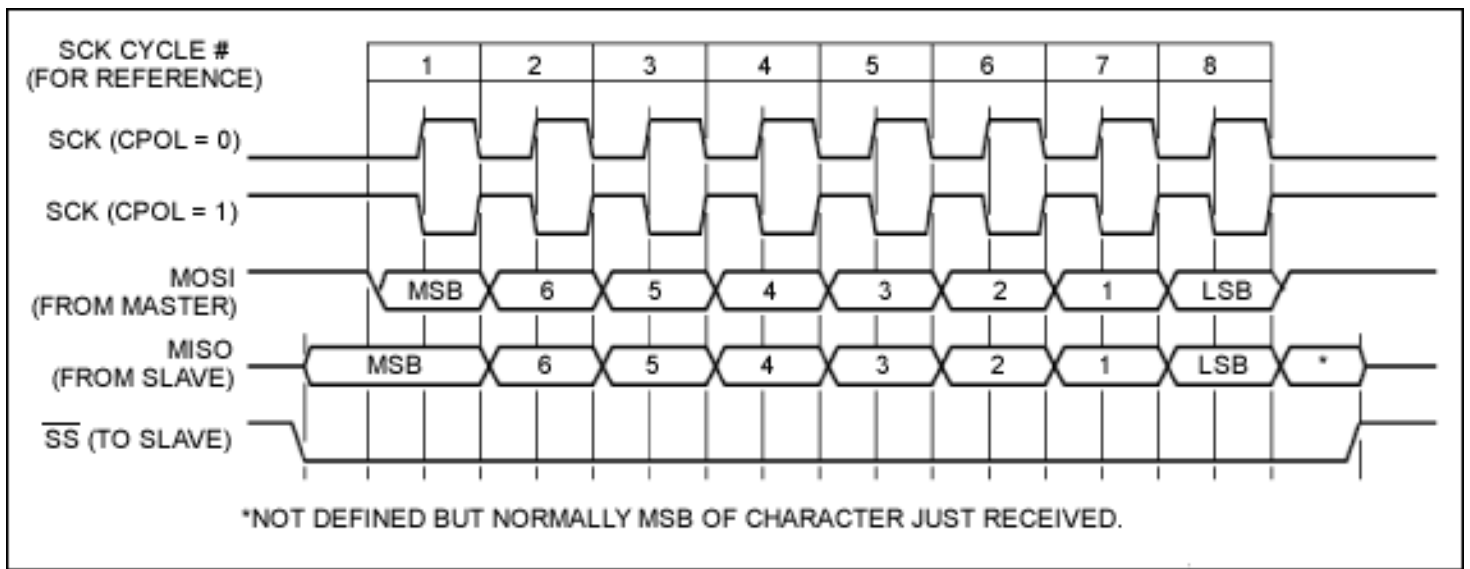 SCK CYCLE #
(FOR REFERENCE)
1 2 3 4 5 6 7 8
SCK (CPOL = 0)
SCK (CPOL = 1)
MOSI
(FROM MASTER)
MSB 6 5 4 3 2 1 LSB
MISO
(FROM SLAVE)
MSB 6 5 4 3 2 1 LSB *
S̅S̅ (TO SLAVE)
*NOT DEFINED BUT NORMALLY MSB OF CHARACTER JUST RECEIVED.